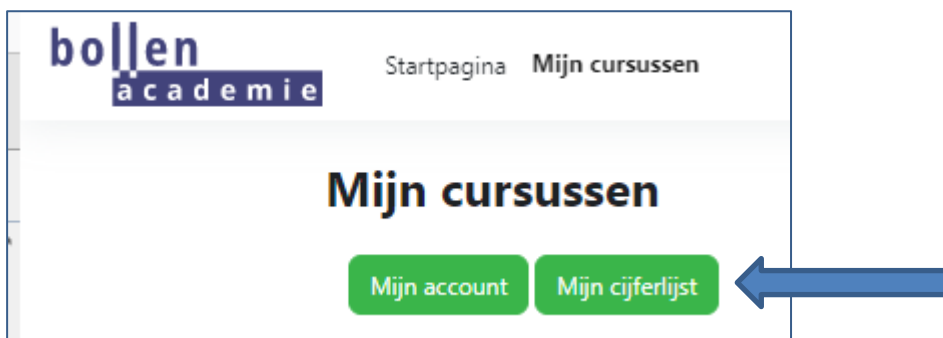 bollen
academie
Startpagina Mijn cursussen
Mijn cursussen
Mijn account Mijn cijferlijst